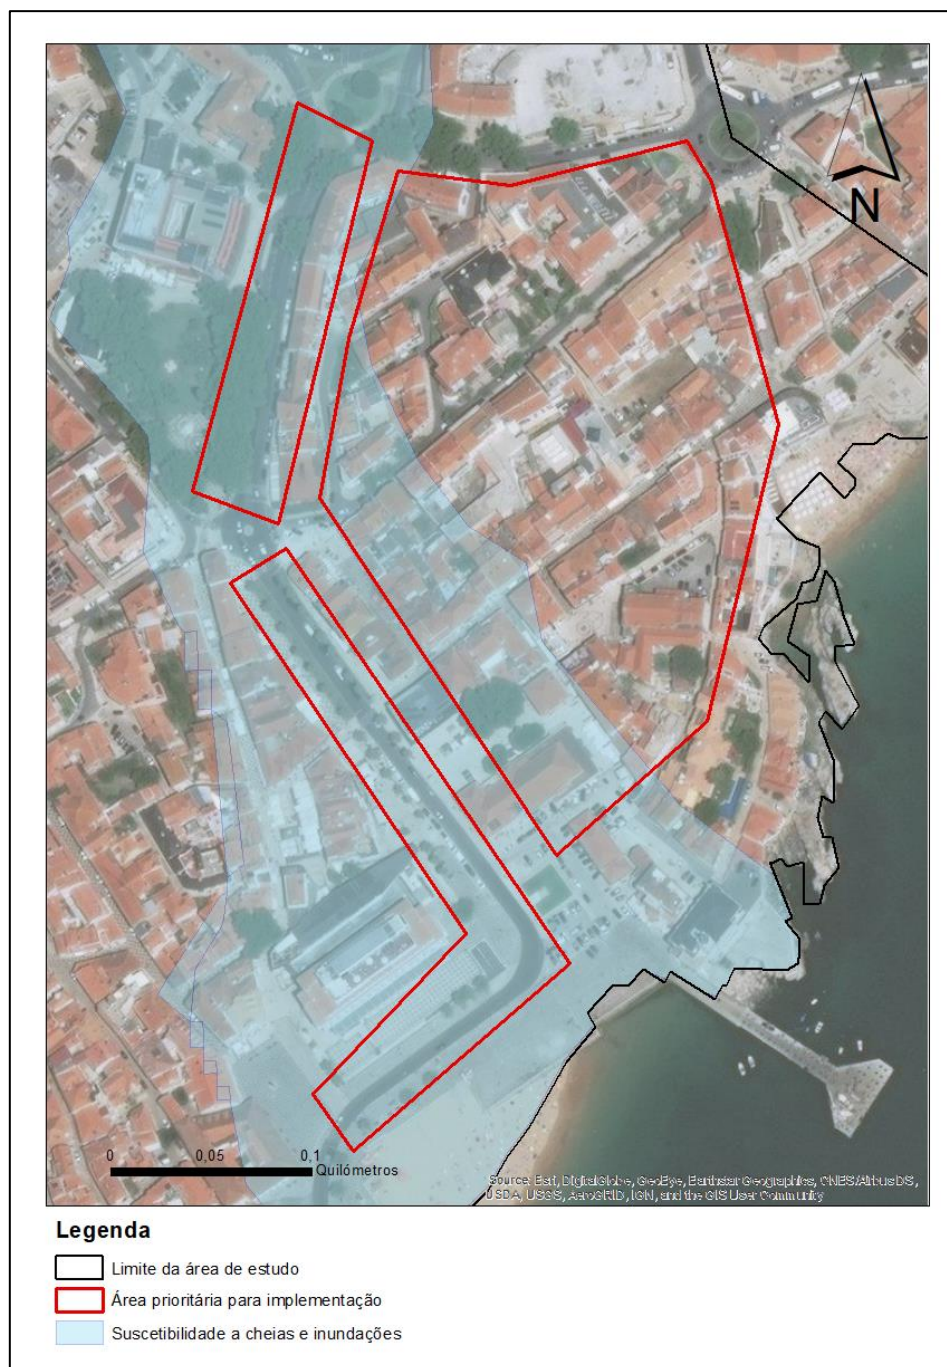 N
0 0,05 0,1
Quilómetros
Source: Esri, DigitalGlobe, GeoEye, Earthstar Geographics, CNES/Airbus DS,
USDA, USGS, AeroGRID, IGN, and the GIS User Community
Legenda
Limite da área de estudo
Área prioritária para implementação
Suscetibilidade a cheias e inundações